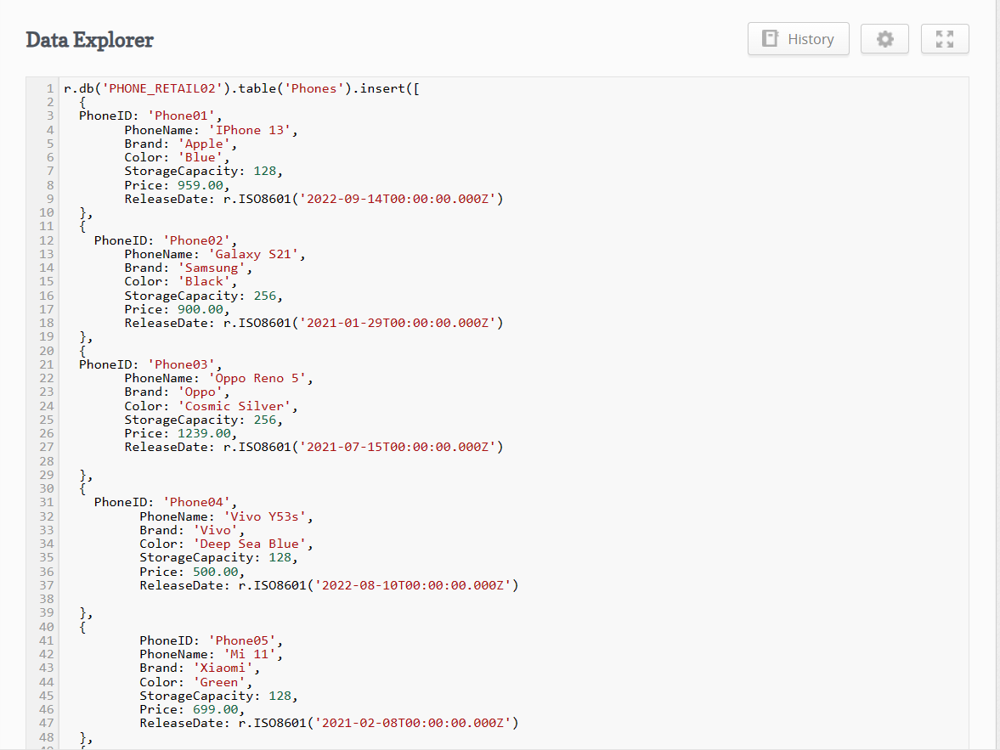 Data Explorer
History
1 r.db('PHONE_RETAIL02').table('Phones').insert([
2 {
3 PhoneID: 'Phone01',
4 PhoneName: 'IPhone 13',
5 Brand: 'Apple',
6 Color: 'Blue',
7 StorageCapacity: 128,
8 Price: 959.00,
9 ReleaseDate: r.ISO8601('2022-09-14T00:00:00.000Z')
10 },
11 {
12 PhoneID: 'Phone02',
13 PhoneName: 'Galaxy S21',
14 Brand: 'Samsung',
15 Color: 'Black',
16 StorageCapacity: 256,
17 Price: 900.00,
18 ReleaseDate: r.ISO8601('2021-01-29T00:00:00.000Z')
19 },
20 {
21 PhoneID: 'Phone03',
22 PhoneName: 'Oppo Reno 5',
23 Brand: 'Oppo',
24 Color: 'Cosmic Silver',
25 StorageCapacity: 256,
26 Price: 1239.00,
27 ReleaseDate: r.ISO8601('2021-07-15T00:00:00.000Z')
28
29 },
30 {
31 PhoneID: 'Phone04',
32 PhoneName: 'Vivo Y53s',
33 Brand: 'Vivo',
34 Color: 'Deep Sea Blue',
35 StorageCapacity: 128,
36 Price: 500.00,
37 ReleaseDate: r.ISO8601('2022-08-10T00:00:00.000Z')
38
39 },
40 {
41 PhoneID: 'Phone05',
42 PhoneName: 'Mi 11',
43 Brand: 'Xiaomi',
44 Color: 'Green',
45 StorageCapacity: 128,
46 Price: 699.00,
47 ReleaseDate: r.ISO8601('2021-02-08T00:00:00.000Z')
48 },